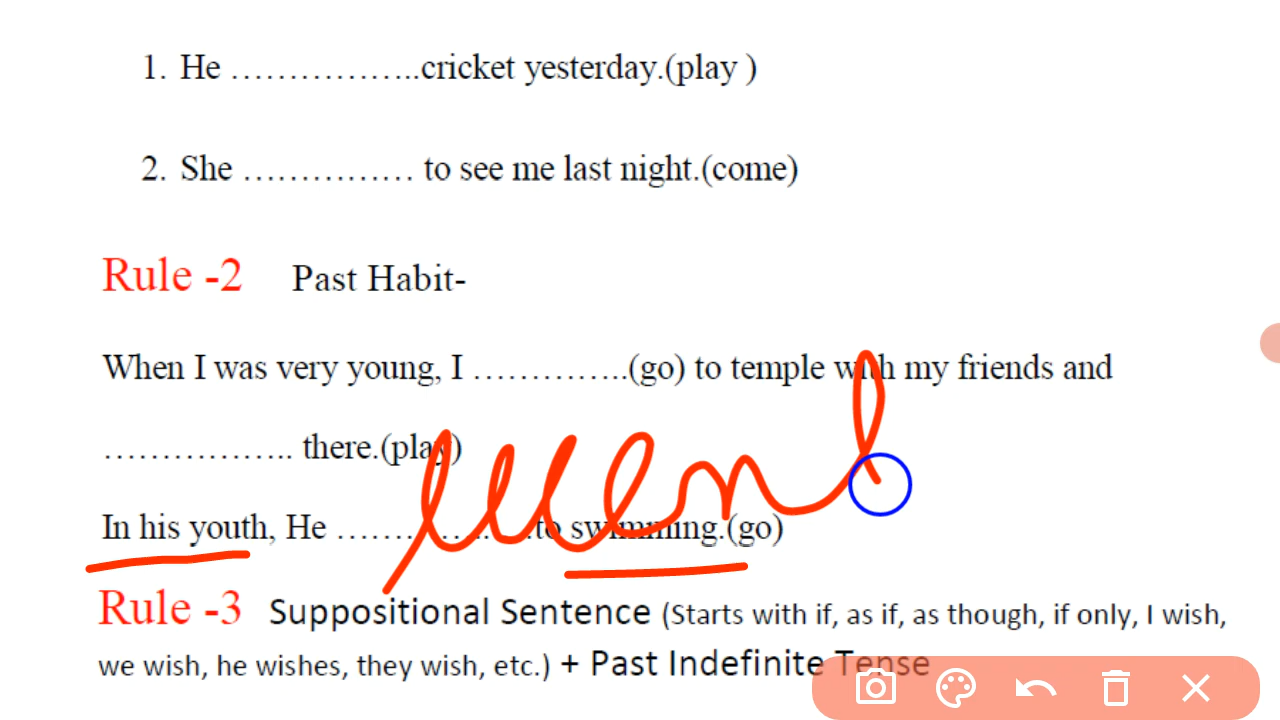 1. He ……………..cricket yesterday.(play )
2. She …………… to see me last night.(come)
Rule -2 Past Habit-
When I was very young, I …………..(go) to temple with my friends and
…………….. there.(play)
In his youth, He ………………to swimming.(go)
Rule -3 Suppositional Sentence (Starts with if, as if, as though, if only, I wish,
we wish, he wishes, they wish, etc.) + Past Indefinite Tense